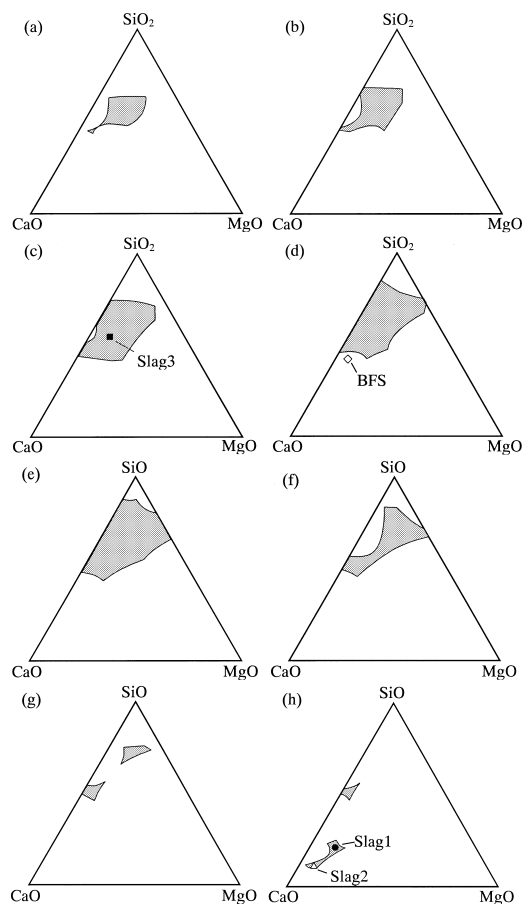 (a)
SiO2
CaO
MgO
(b)
SiO2
CaO
MgO
(c)
SiO2
Slag3
CaO
MgO
(d)
SiO2
BFS
CaO
MgO
(e)
SiO
CaO
MgO
(f)
SiO
CaO
MgO
(g)
SiO
CaO
MgO
(h)
SiO
Slag1
Slag2
CaO
MgO